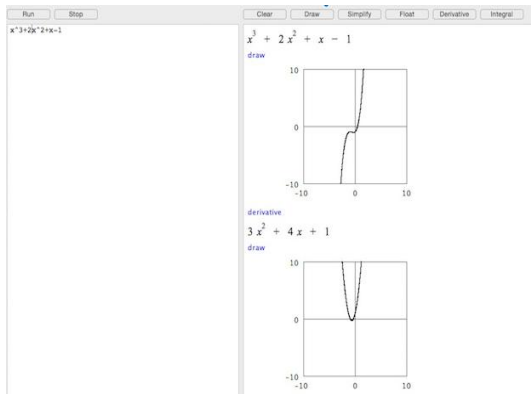 Run Stop Clear Draw Simplify Float Derivative Integral
x^3+2x^2+x-1
x³ + 2 x² + x − 1
draw
10
0
-10
-10 0 10
derivative
3 x² + 4 x + 1
draw
10
0
-10
-10 0 10